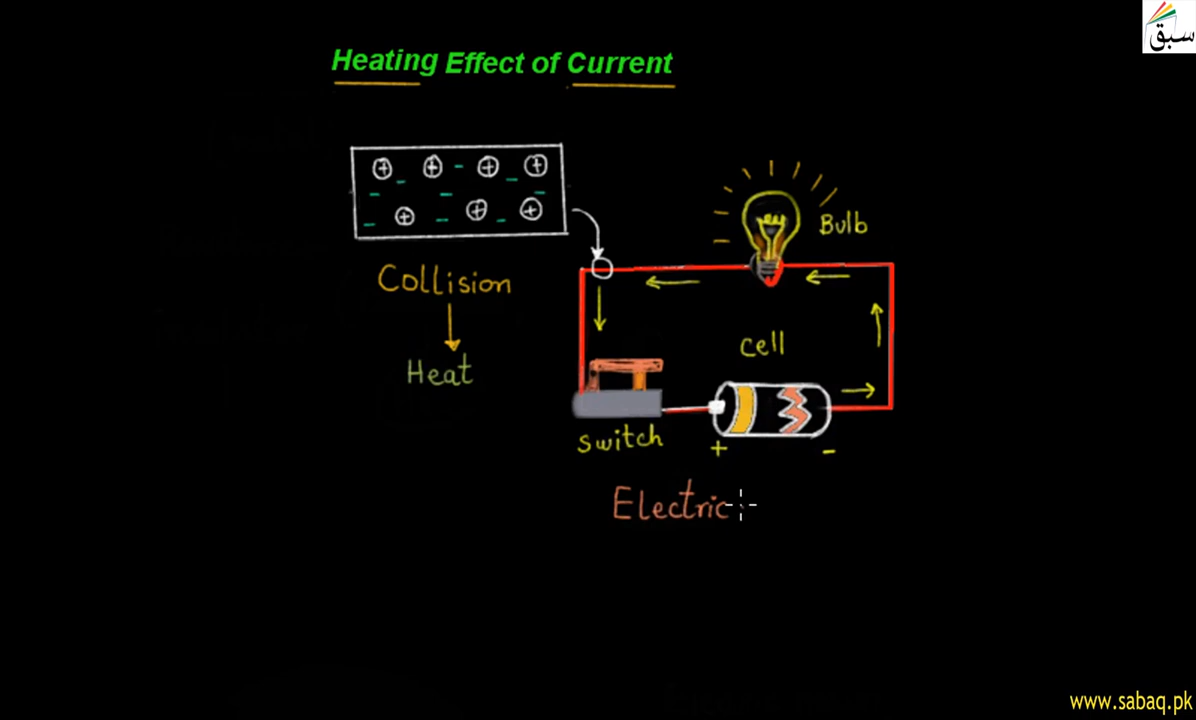 سبق
Heating Effect of Current
Bulb
Collision
Cell
Heat
Switch
+ -
Electric
www.sabaq.pk